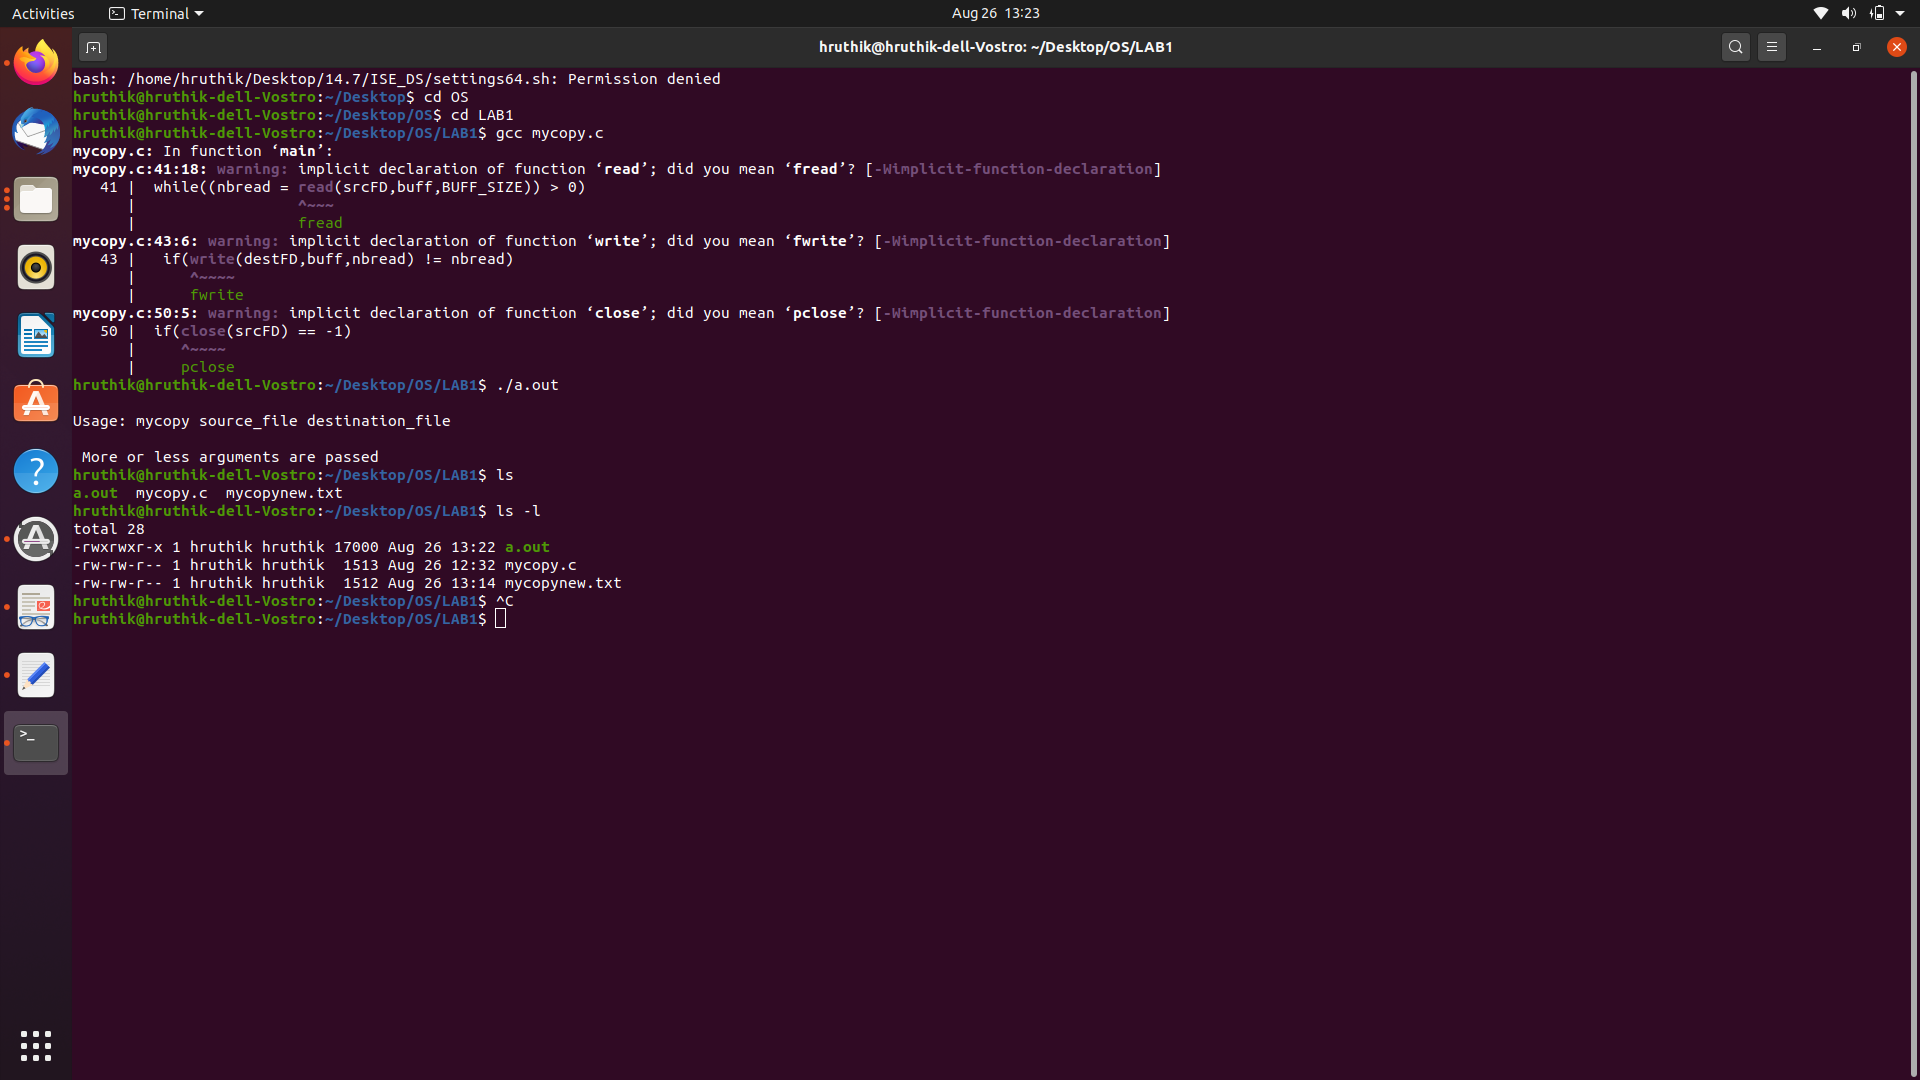 Activities Terminal Aug 26 13:23
hruthik@hruthik-dell-Vostro: ~/Desktop/OS/LAB1
bash: /home/hruthik/Desktop/14.7/ISE_DS/settings64.sh: Permission denied
hruthik@hruthik-dell-Vostro:~/Desktop$ cd OS
hruthik@hruthik-dell-Vostro:~/Desktop/OS$ cd LAB1
hruthik@hruthik-dell-Vostro:~/Desktop/OS/LAB1$ gcc mycopy.c
mycopy.c: In function ‘main’:
mycopy.c:41:18: warning: implicit declaration of function ‘read’; did you mean ‘fread’? [-Wimplicit-function-declaration]
   41 |  while((nbread = read(srcFD,buff,BUFF_SIZE)) > 0)
      |                  ^~~~
      |                  fread
mycopy.c:43:6: warning: implicit declaration of function ‘write’; did you mean ‘fwrite’? [-Wimplicit-function-declaration]
   43 |   if(write(destFD,buff,nbread) != nbread)
      |      ^~~~~
      |      fwrite
mycopy.c:50:5: warning: implicit declaration of function ‘close’; did you mean ‘pclose’? [-Wimplicit-function-declaration]
   50 |  if(close(srcFD) == -1)
      |     ^~~~~
      |     pclose
hruthik@hruthik-dell-Vostro:~/Desktop/OS/LAB1$ ./a.out

Usage: mycopy source_file destination_file

 More or less arguments are passed
hruthik@hruthik-dell-Vostro:~/Desktop/OS/LAB1$ ls
a.out  mycopy.c  mycopynew.txt
hruthik@hruthik-dell-Vostro:~/Desktop/OS/LAB1$ ls -l
total 28
-rwxrwxr-x 1 hruthik hruthik 17000 Aug 26 13:22 a.out
-rw-rw-r-- 1 hruthik hruthik  1513 Aug 26 12:32 mycopy.c
-rw-rw-r-- 1 hruthik hruthik  1512 Aug 26 13:14 mycopynew.txt
hruthik@hruthik-dell-Vostro:~/Desktop/OS/LAB1$ ^C
hruthik@hruthik-dell-Vostro:~/Desktop/OS/LAB1$